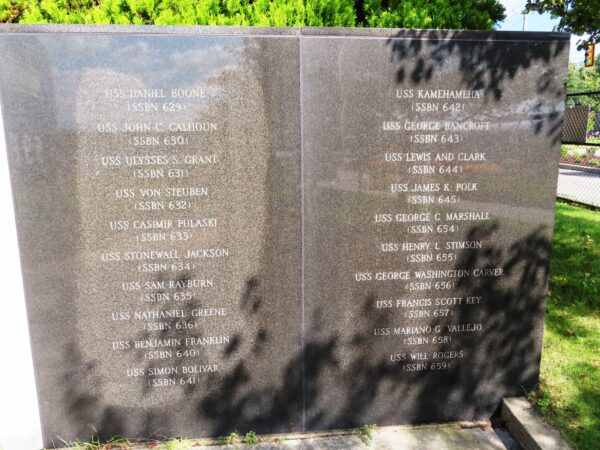 USS DANIEL BOONE
(SSBN 629)
USS JOHN C. CALHOUN
(SSBN 630)
USS ULYSSES S. GRANT
(SSBN 631)
USS VON STEUBEN
(SSBN 632)
USS CASIMIR PULASKI
(SSBN 633)
USS STONEWALL JACKSON
(SSBN 634)
USS SAM RAYBURN
(SSBN 635)
USS NATHANIEL GREENE
(SSBN 636)
USS BENJAMIN FRANKLIN
(SSBN 640)
USS SIMON BOLIVAR
(SSBN 641)
USS KAMEHAMEHA
(SSBN 642)
USS GEORGE BANCROFT
(SSBN 643)
USS LEWIS AND CLARK
(SSBN 644)
USS JAMES K. POLK
(SSBN 645)
USS GEORGE C. MARSHALL
(SSBN 654)
USS HENRY L. STIMSON
(SSBN 655)
USS GEORGE WASHINGTON CARVER
(SSBN 656)
USS FRANCIS SCOTT KEY
(SSBN 657)
USS MARIANO G. VALLEJO
(SSBN 658)
USS WILL ROGERS
(SSBN 659)